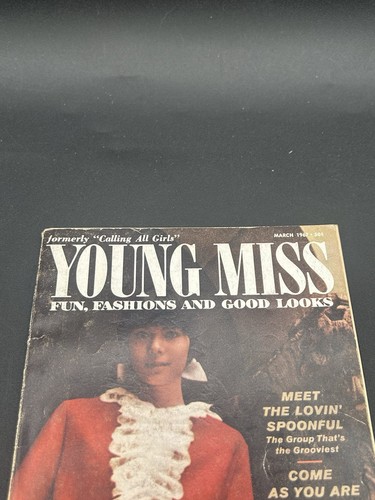 formerly "Calling All Girls"
MARCH
YOUNG MISS
FUN, FASHIONS AND GOOD LOOKS
MEET
THE LOVIN'
SPOONFUL
The Group That's
the Grooviest
COME
AS YOU ARE